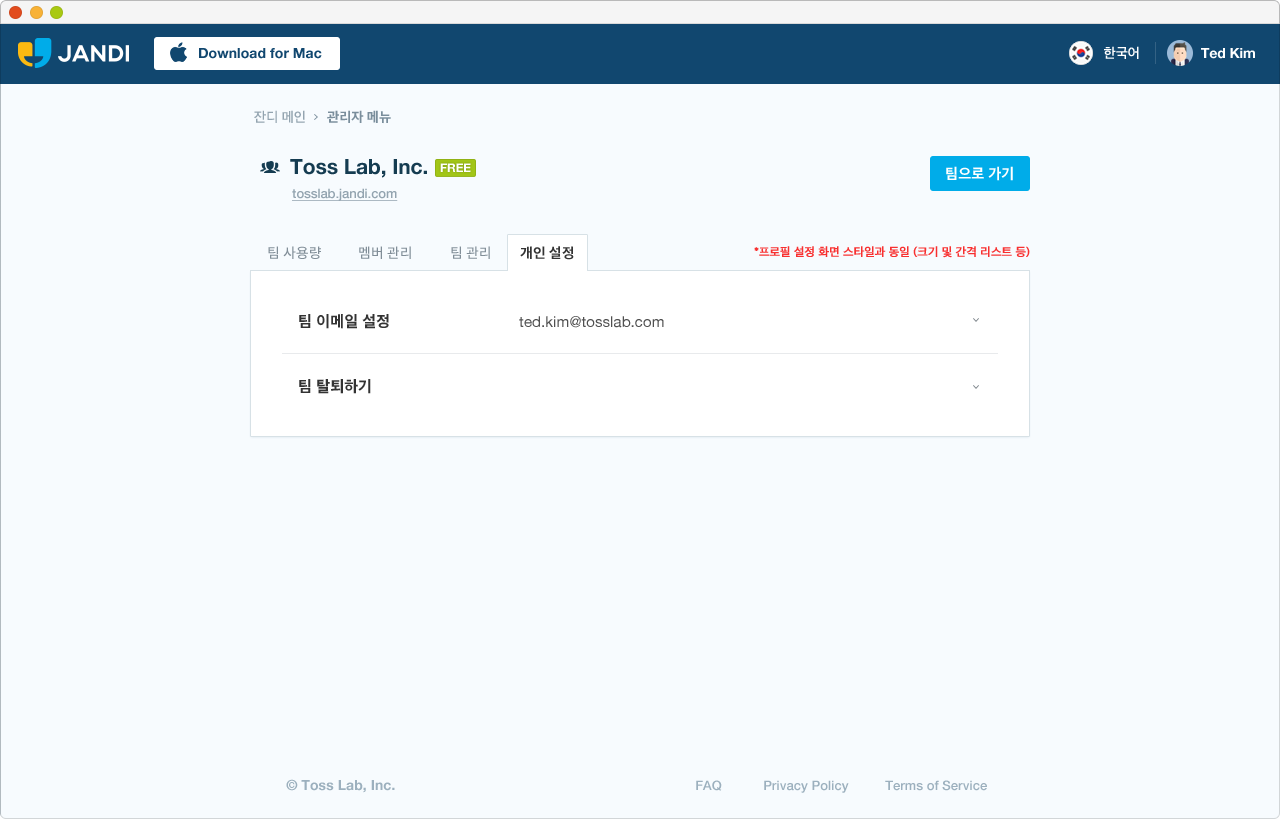 JANDI
Download for Mac
한국어
Ted Kim
잔디 메인 › 관리자 메뉴
Toss Lab, Inc. FREE
tosslab.jandi.com
팀으로 가기
팀 사용량
멤버 관리
팀 관리
개인 설정
*프로필 설정 화면 스타일과 동일 (크기 및 간격 리스트 등)
팀 이메일 설정
ted.kim@tosslab.com
팀 탈퇴하기
© Toss Lab, Inc.
FAQ
Privacy Policy
Terms of Service